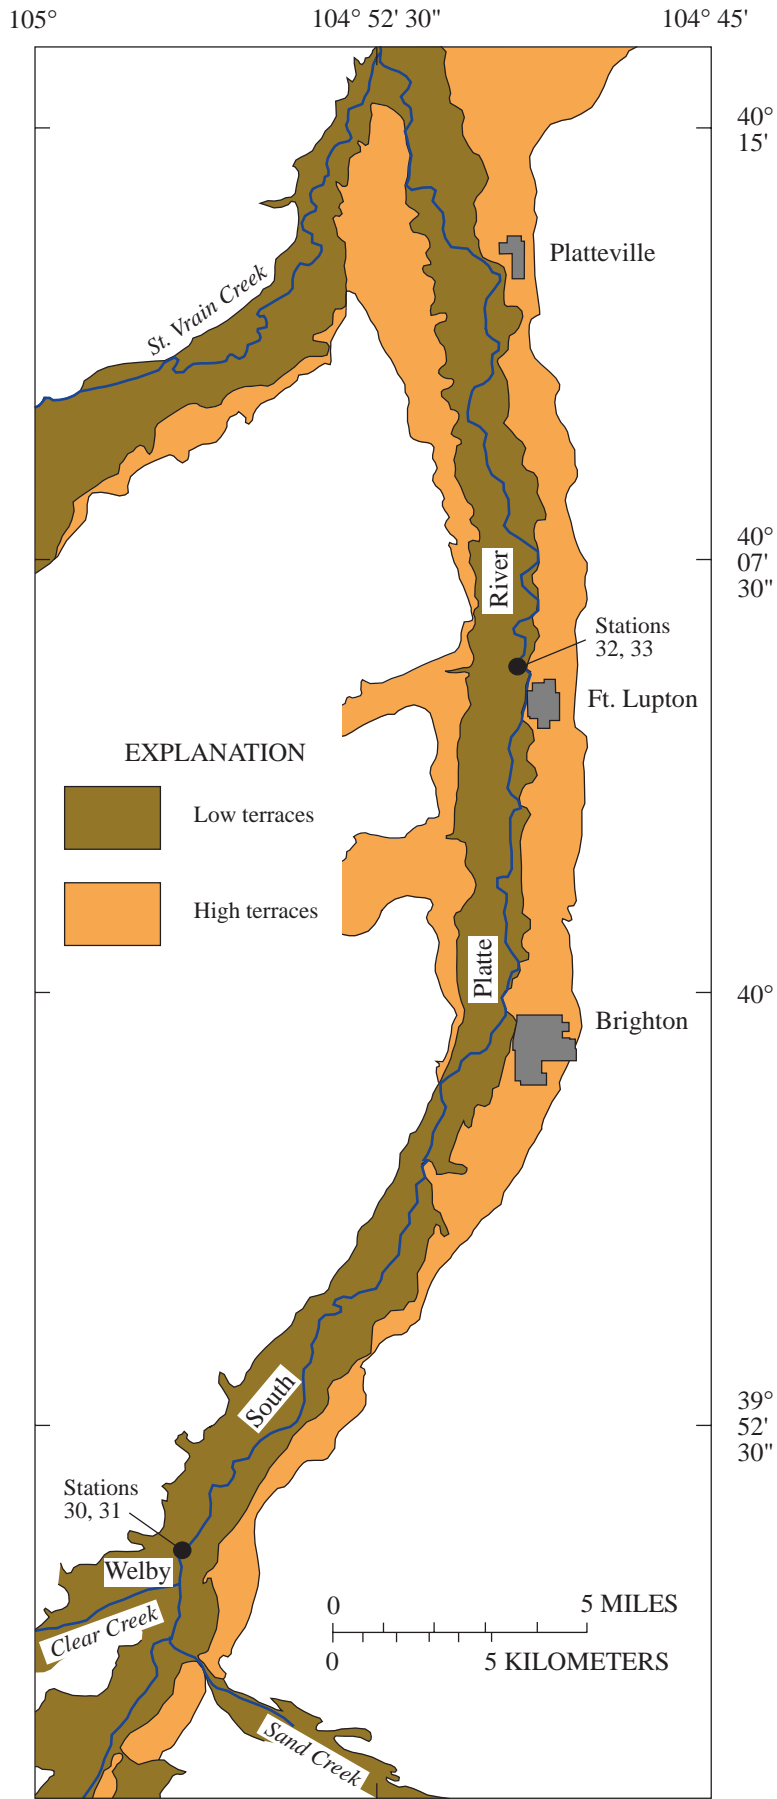 105°
104° 52' 30"
104° 45'
40°
15'
Platteville
St. Vrain Creek
40°
07'
30"
River
Stations
32, 33
Ft. Lupton
EXPLANATION
Low terraces
High terraces
Platte
40°
Brighton
South
39°
52'
30"
Stations
30, 31
Welby
Clear Creek
0 5 MILES
0 5 KILOMETERS
Sand Creek